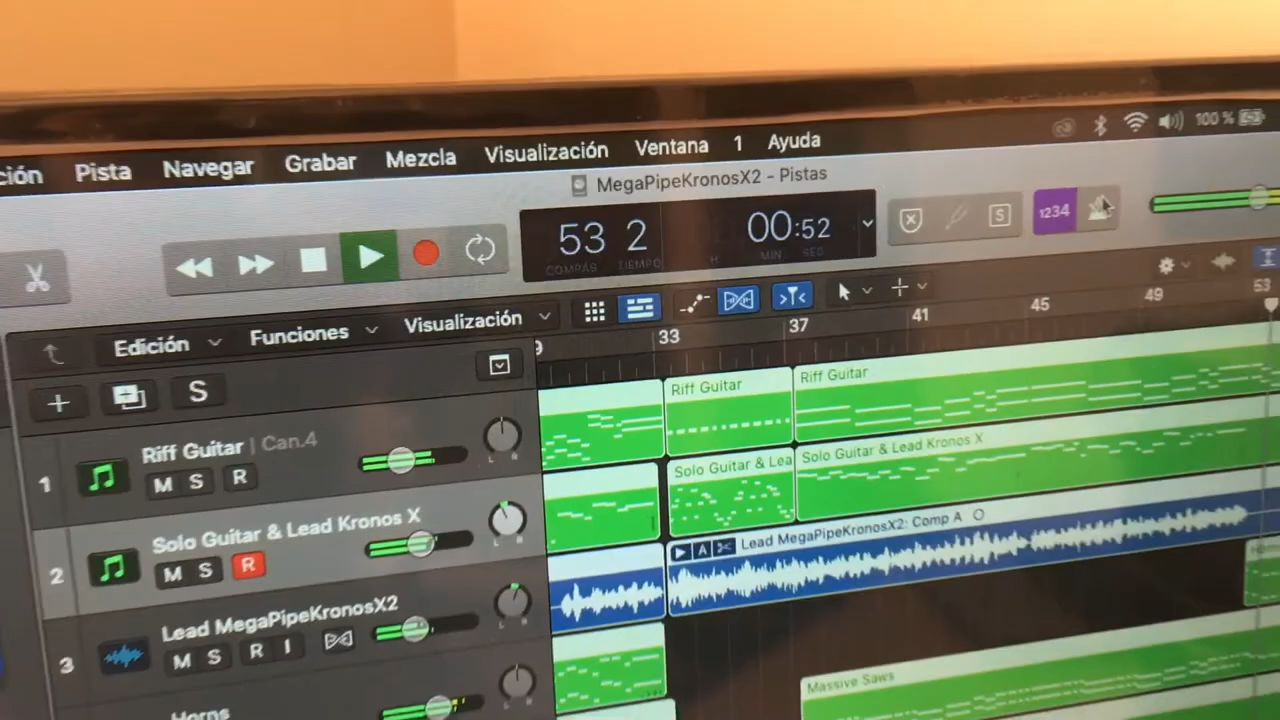 ción Pista Navegar Grabar Mezcla Visualización Ventana 1 Ayuda 100 %
MegaPipeKronosX2 - Pistas
53 2 00:52
COMPÁS TIEMPO H MIN SEG
S 1234
Edición Funciones Visualización
9 33 37 41 45 49 53
S
Riff Guitar Riff Guitar
1 Riff Guitar | Can.4
M S R
L R
Solo Guitar & Lea Solo Guitar & Lead Kronos X
2 Solo Guitar & Lead Kronos X
M S R
L R
A Lead MegaPipeKronosX2: Comp A
3 Lead MegaPipeKronosX2
M S R I
L R
Massive Saws
Horns
L R